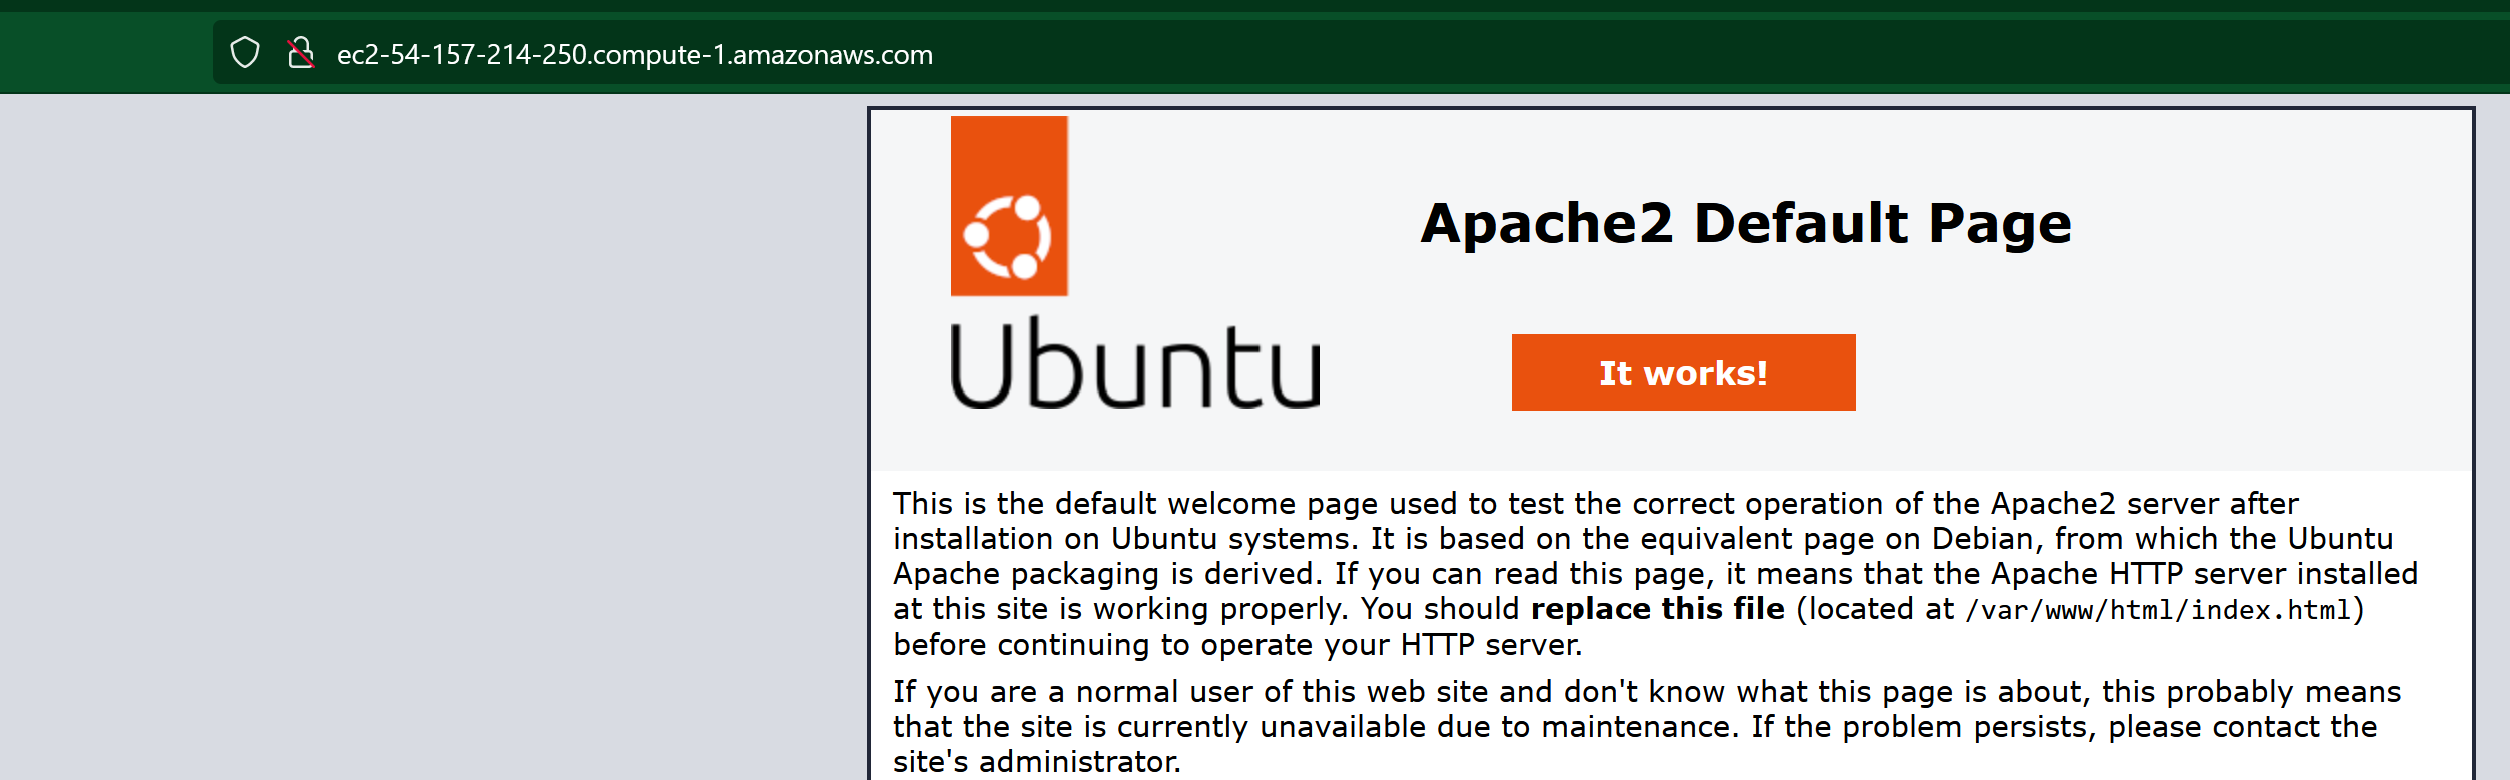 ec2-54-157-214-250.compute-1.amazonaws.com
Ubuntu
Apache2 Default Page
It works!
This is the default welcome page used to test the correct operation of the Apache2 server after
installation on Ubuntu systems. It is based on the equivalent page on Debian, from which the Ubuntu
Apache packaging is derived. If you can read this page, it means that the Apache HTTP server installed
at this site is working properly. You should replace this file (located at /var/www/html/index.html)
before continuing to operate your HTTP server.
If you are a normal user of this web site and don't know what this page is about, this probably means
that the site is currently unavailable due to maintenance. If the problem persists, please contact the
site's administrator.